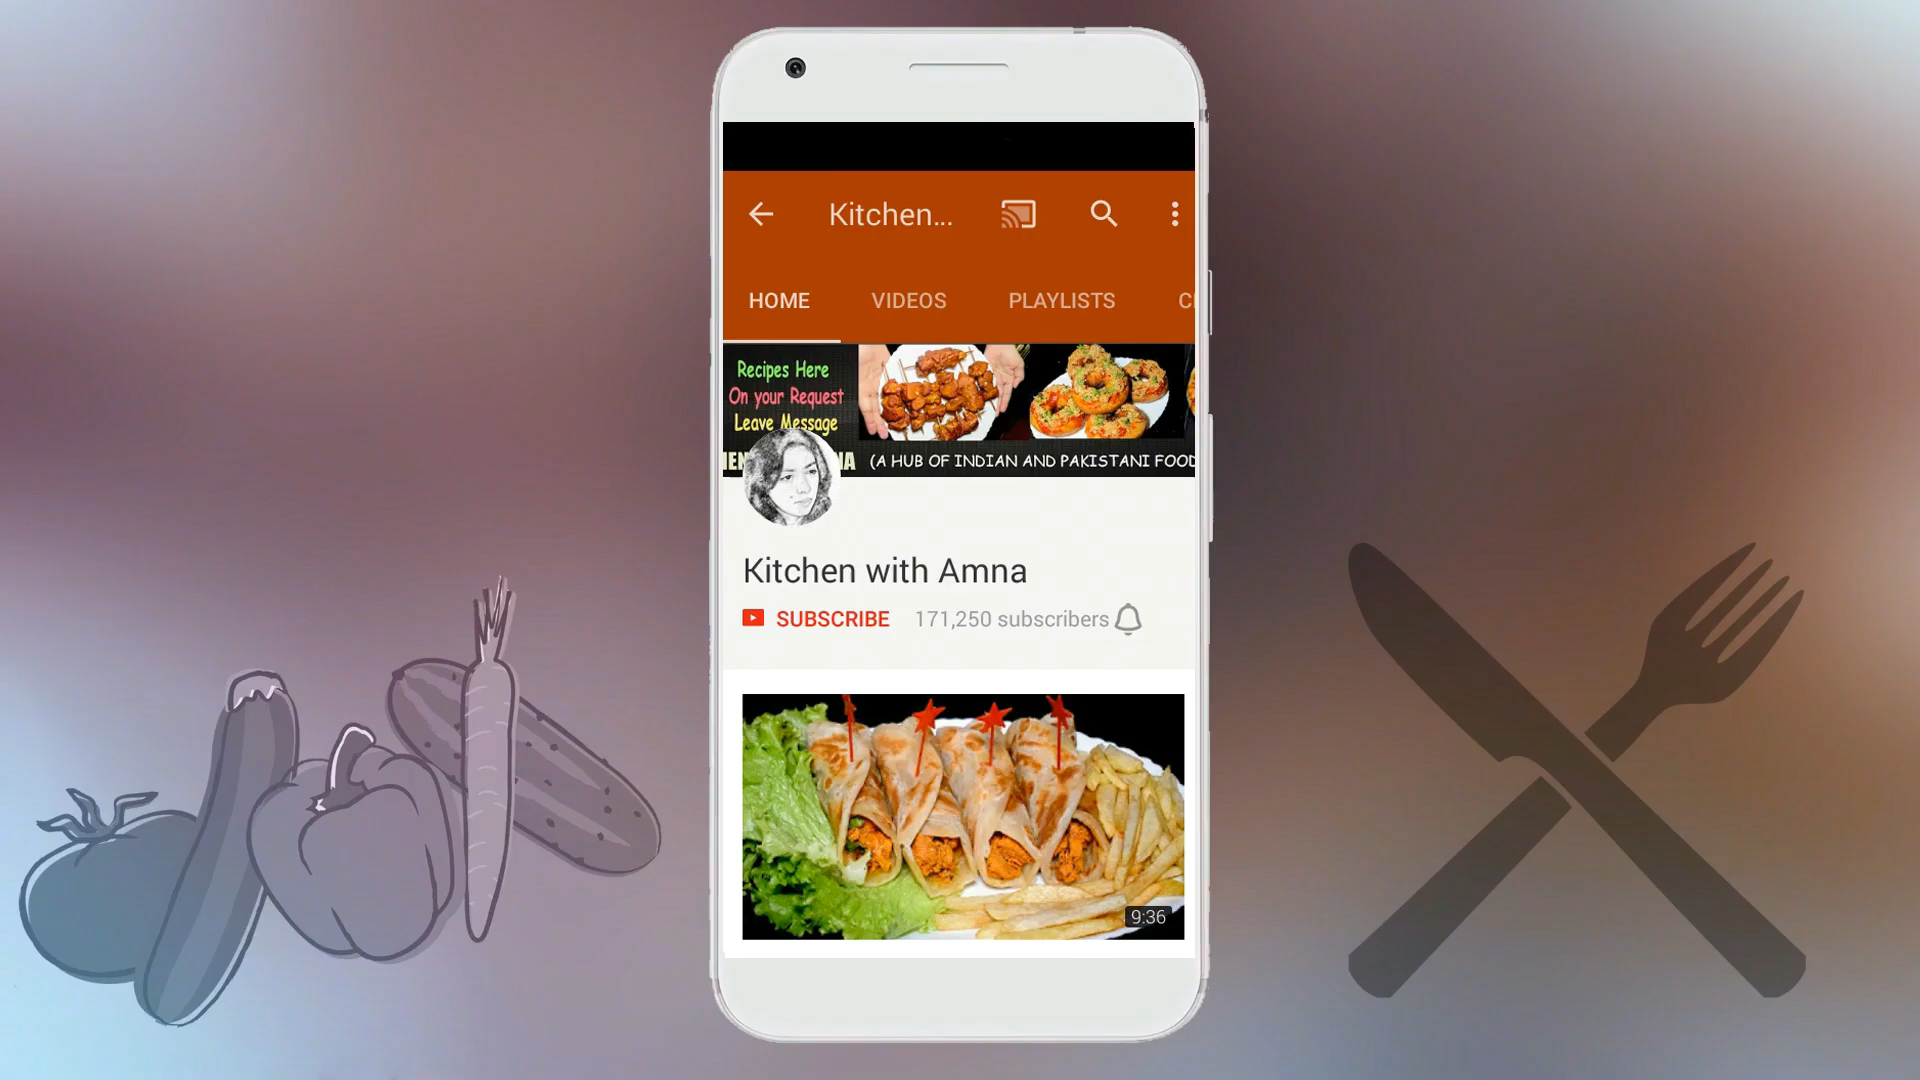 Kitchen...
HOME VIDEOS PLAYLISTS
Recipes Here
On your Request
Leave Message
(A HUB OF INDIAN AND PAKISTANI FOOD
Kitchen with Amna
SUBSCRIBE 171,250 subscribers
9:36